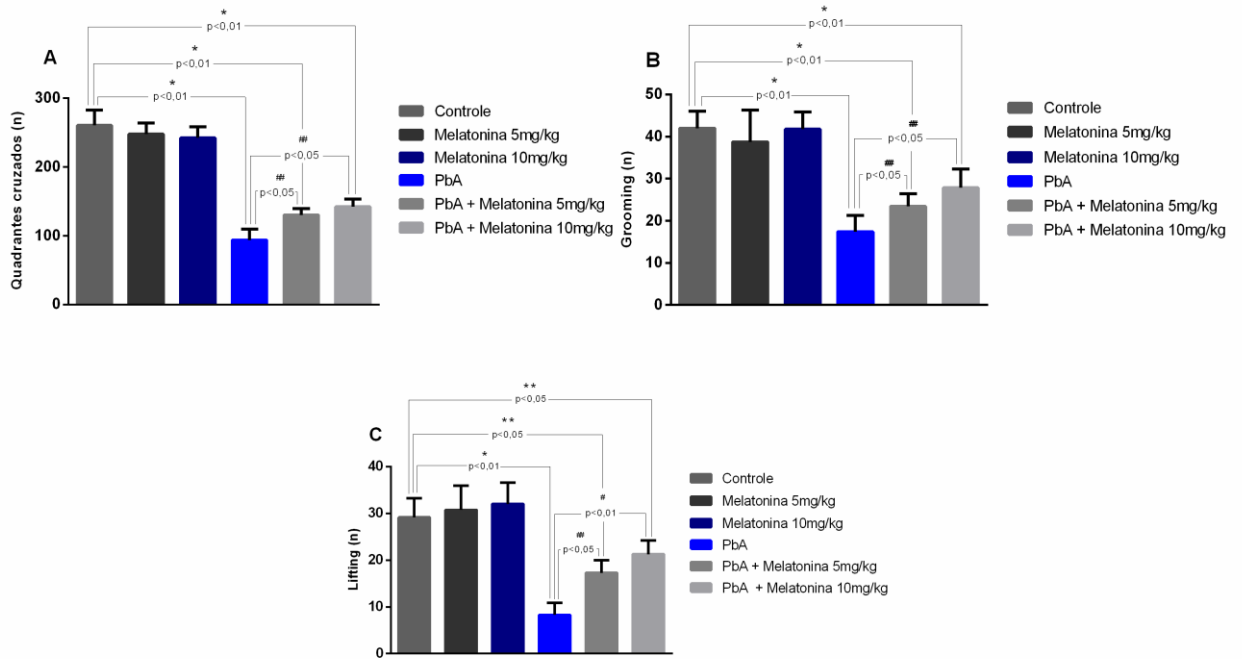 A
*
p<0,01
*
p<0,01
*
p<0,01
##
p<0,05
##
p<0,05
Quadrantes cruzados (n)
300
200
100
0
Controle
Melatonina 5mg/kg
Melatonina 10mg/kg
PbA
PbA + Melatonina 5mg/kg
PbA + Melatonina 10mg/kg
B
*
p<0,01
*
p<0,01
*
p<0,01
##
p<0,05
##
p<0,05
Grooming (n)
50
40
30
20
10
0
Controle
Melatonina 5mg/kg
Melatonina 10mg/kg
PbA
PbA + Melatonina 5mg/kg
PbA + Melatonina 10mg/kg
C
**
p<0,05
**
p<0,05
*
p<0,01
#
p<0,01
##
p<0,05
Lifting (n)
40
30
20
10
0
Controle
Melatonina 5mg/kg
Melatonina 10mg/kg
PbA
PbA + Melatonina 5mg/kg
PbA + Melatonina 10mg/kg